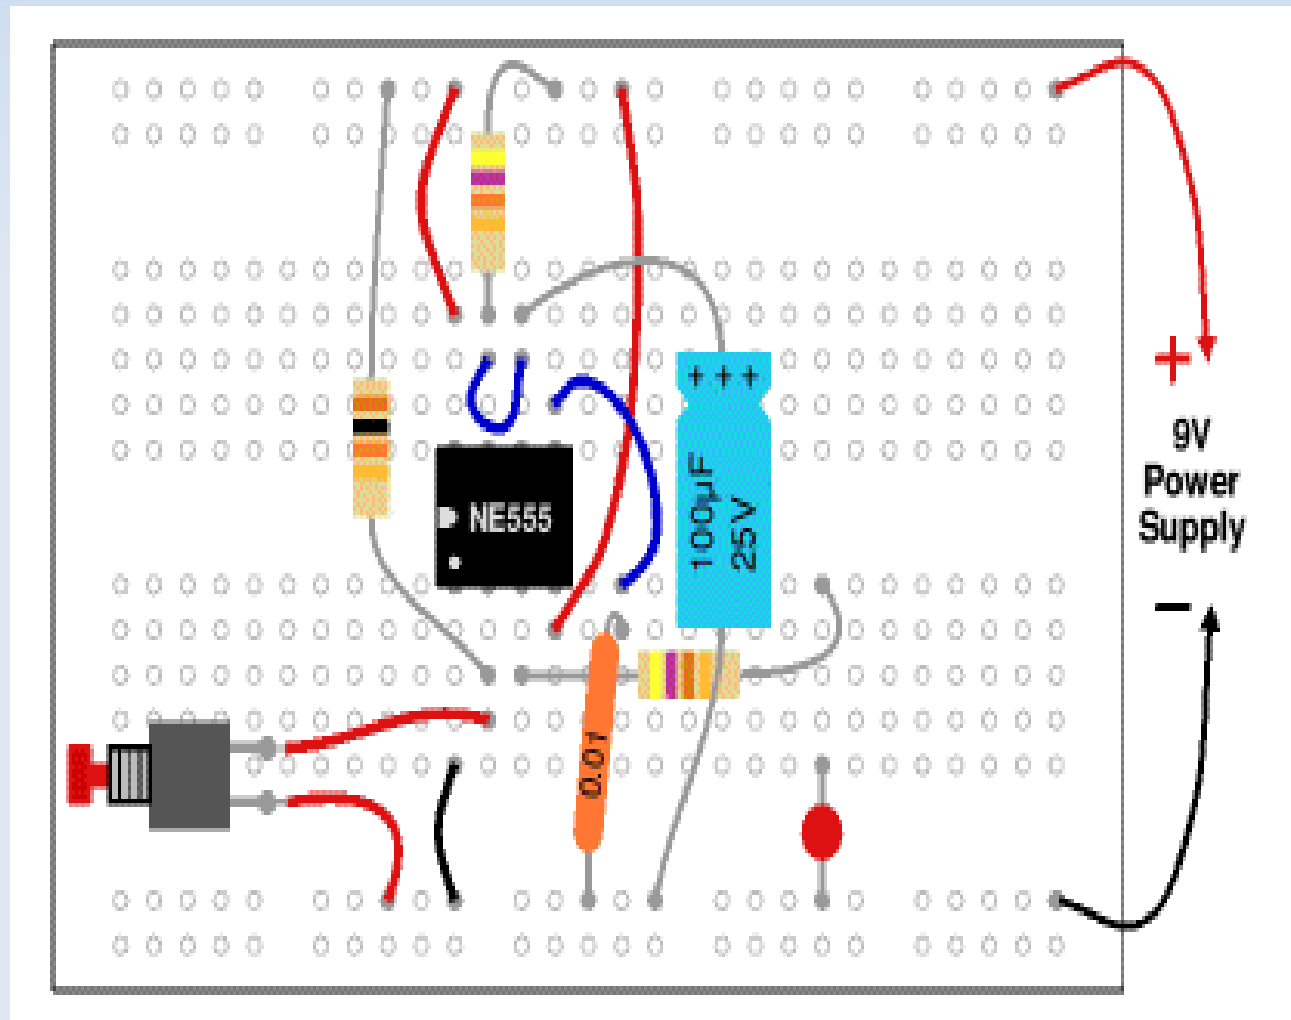 NE555
+ + +
100µF
25V
0.01
+
9V
Power
Supply
−